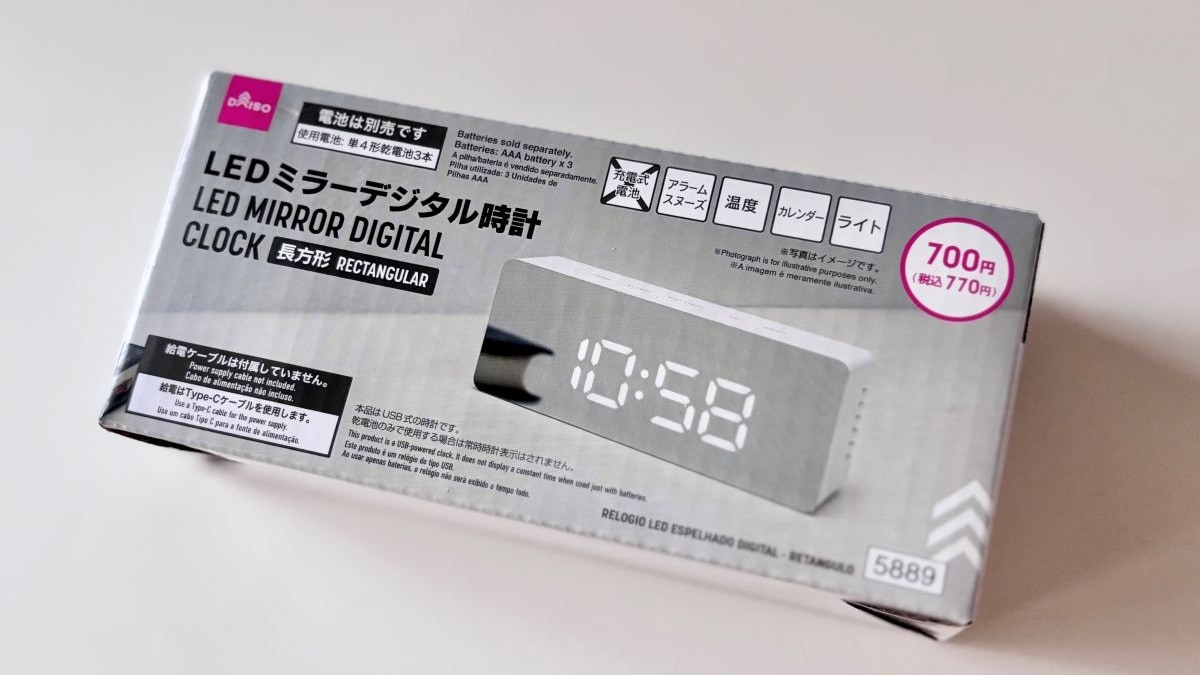 DAISO
電池は別売です
使用電池: 単4形乾電池3本
Batteries sold separately.
Batteries: AAA battery x 3
A pilha/bateria é vendido separadamente.
Pilha utilizada: 3 Unidades de
Pilhas AAA
充電式
電池
アラーム
スヌーズ
温度
カレンダー
ライト
LEDミラーデジタル時計
LED MIRROR DIGITAL
CLOCK 長方形 RECTANGULAR
※写真はイメージです。
※Photograph is for illustrative purposes only.
※A imagem é meramente ilustrativa.
700円
(税込770円)
10:58
給電ケーブルは付属していません。
Power supply cable not included.
Cabo de alimentação não incluso.
給電はType-Cケーブルを使用します。
Use a Type-C cable for the power supply.
Use um cabo Tipo C para a fonte de alimentação.
本品はUSB式の時計です。
乾電池のみで使用する場合は常時時計表示はされません。
This product is a USB-powered clock. It does not display a constant time when used just with batteries.
Este produto é um relógio do tipo USB.
Ao usar apenas baterias, o relógio não será exibido o tempo todo.
RELOGIO LED ESPELHADO DIGITAL - RETANGULO
5889